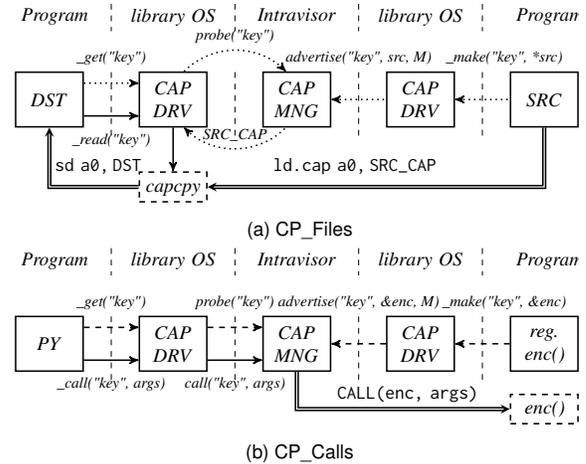 Program library OS Intravisor library OS Program
probe("key")
_get("key") advertise("key", src, M) _make("key", *src)
DST CAP DRV CAP MNG CAP DRV SRC
_read("key") SRC_CAP
sd a0, DST ld.cap a0, SRC_CAP
capcpy
(a) CP_Files
Program library OS Intravisor library OS Program
_get("key") probe("key") advertise("key", &enc, M) _make("key", &enc)
PY CAP DRV CAP MNG CAP DRV reg. enc()
_call("key", args) call("key", args)
CALL(enc, args)
enc()
(b) CP_Calls